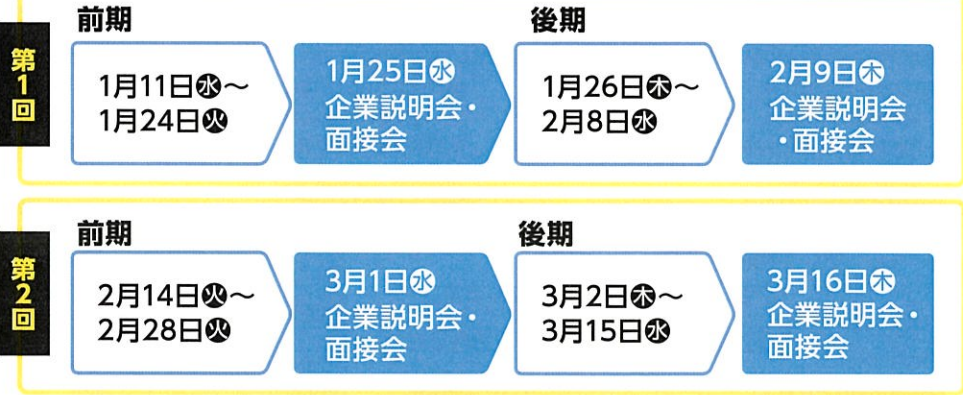 第1回
前期
1月11日水～
1月24日火
1月25日水
企業説明会・
面接会
後期
1月26日木～
2月8日水
2月9日木
企業説明会
・面接会
第2回
前期
2月14日火～
2月28日火
3月1日水
企業説明会・
面接会
後期
3月2日木～
3月15日水
3月16日木
企業説明会・
面接会